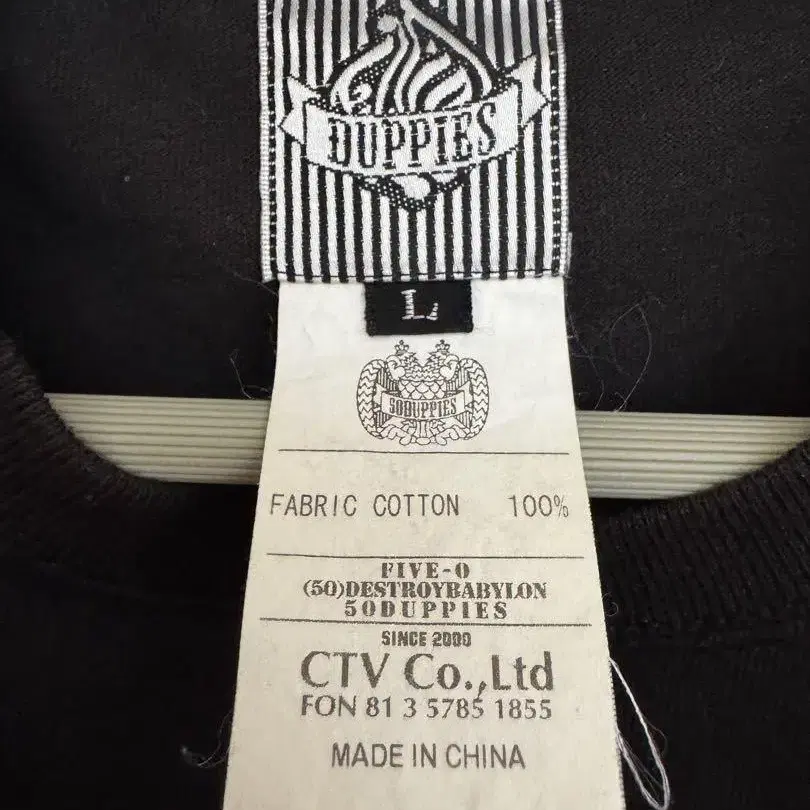 DUPPIES
L
50DUPPIES
FABRIC COTTON 100%
FIVE-O
(50)DESTROYBABYLON
50DUPPIES
SINCE 2000
CTV Co.,Ltd
FON 81 3 5785 1855
MADE IN CHINA